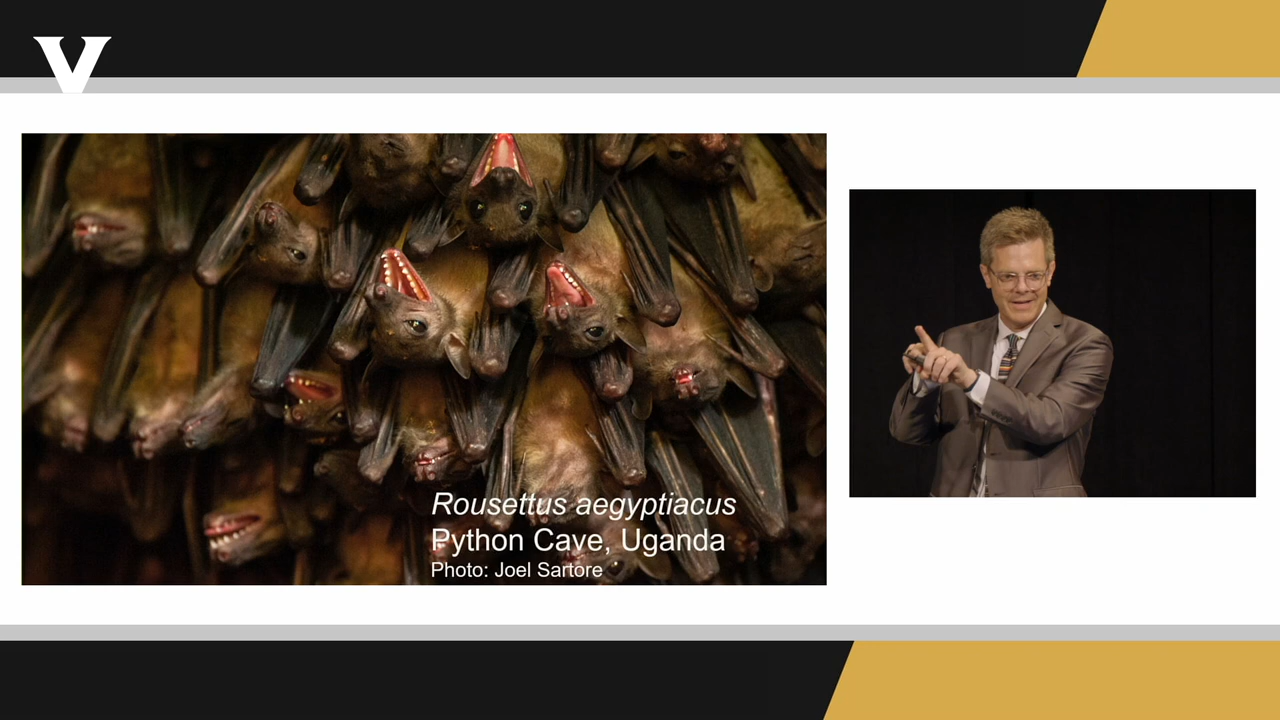 V
Rousettus aegyptiacus
Python Cave, Uganda
Photo: Joel Sartore